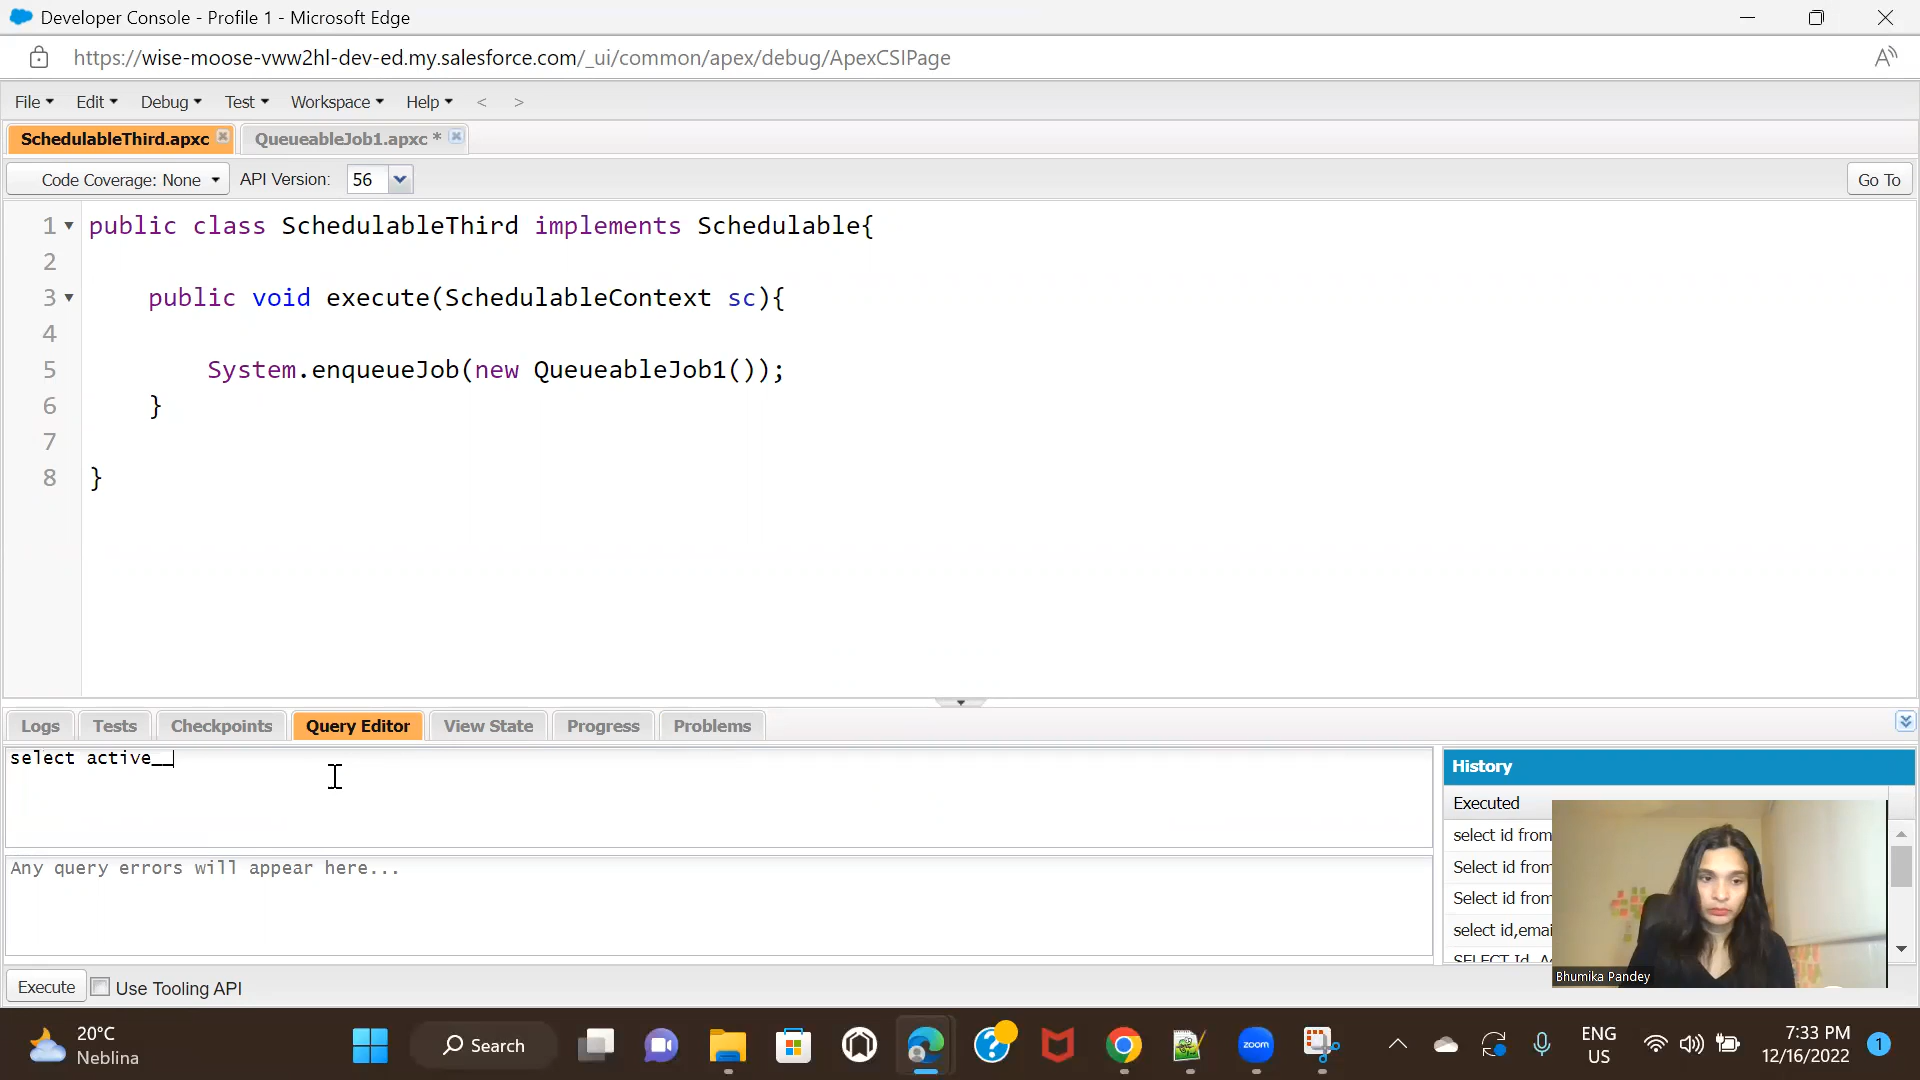 Developer Console - Profile 1 - Microsoft Edge
https://wise-moose-vww2hl-dev-ed.my.salesforce.com/_ui/common/apex/debug/ApexCSIPage
File Edit Debug Test Workspace Help < >
SchedulableThird.apxc QueueableJob1.apxc *
Code Coverage: None API Version: 56 Go To
1 public class SchedulableThird implements Schedulable{
2
3 public void execute(SchedulableContext sc){
4
5 System.enqueueJob(new QueueableJob1());
6 }
7
8 }
Logs Tests Checkpoints Query Editor View State Progress Problems
select active__
History
Executed
select id from
Select id from
Select id from
select id,emai
SELECT Id, A
Any query errors will appear here...
Bhumika Pandey
Execute Use Tooling API
20°C
Neblina
Search
zoom
ENG
US
7:33 PM
12/16/2022
1